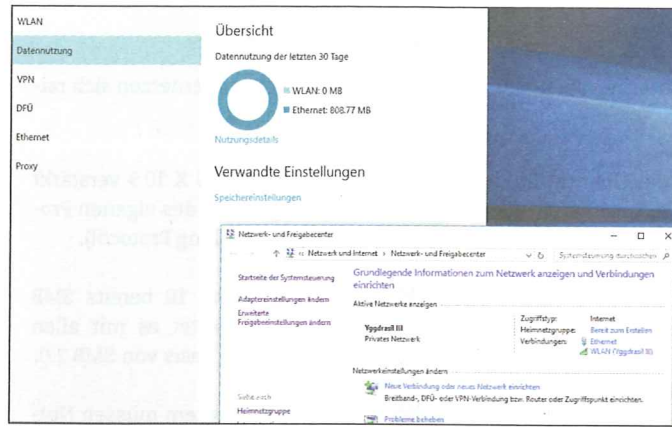 WLAN
Datennutzung
VPN
DFÜ
Ethernet
Proxy
Übersicht
Datennutzung der letzten 30 Tage
WLAN: 0 MB
Ethernet: 808.77 MB
Nutzungsdetails
Verwandte Einstellungen
Speichereinstellungen
Netzwerk- und Freigabecenter
« Netzwerk und Internet › Netzwerk- und Freigabecenter
Systemsteuerung durchsuchen
Startseite der Systemsteuerung
Adaptereinstellungen ändern
Erweiterte
Freigabeeinstellungen ändern
Siehe auch
Heimnetzgruppe
Grundlegende Informationen zum Netzwerk anzeigen und Verbindungen
einrichten
Aktive Netzwerke anzeigen
Yggdrasil III
Privates Netzwerk
Zugriffstyp: Internet
Heimnetzgruppe: Bereit zum Erstellen
Verbindungen: Ethernet
WLAN (Yggdrasil III)
Netzwerkeinstellungen ändern
Neue Verbindung oder neues Netzwerk einrichten
Breitband-, DFÜ- oder VPN-Verbindung bzw. Router oder Zugriffspunkt einrichten.
Probleme beheben